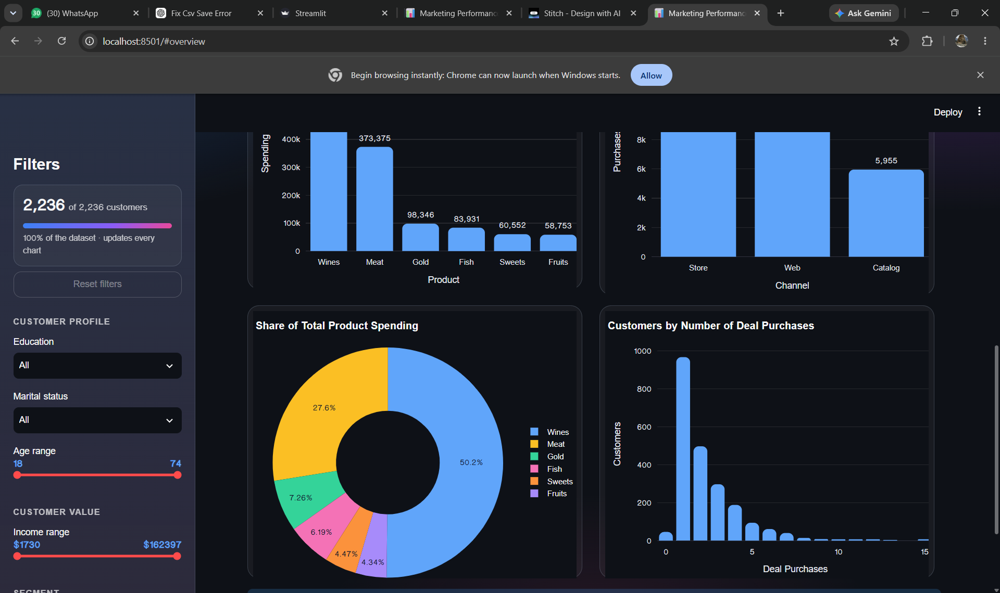 30
(30) WhatsApp
Fix Csv Save Error
Streamlit
Marketing Performanc
Stitch - Design with AI
Marketing Performanc
Ask Gemini
localhost:8501/#overview
Begin browsing instantly: Chrome can now launch when Windows starts.
Allow
Deploy
Filters
2,236 of 2,236 customers
100% of the dataset · updates every
chart
Reset filters
CUSTOMER PROFILE
Education
All
Marital status
All
Age range
18
74
CUSTOMER VALUE
Income range
$1730
$162397
SEGMENT
Spending
400k
300k
200k
100k
0
373,375
98,346
83,931
60,552
58,753
Wines
Meat
Gold
Fish
Sweets
Fruits
Product
Purchases
8k
6k
4k
2k
0
5,955
Store
Web
Catalog
Channel
Share of Total Product Spending
27.6%
50.2%
7.26%
6.19%
4.47%
4.34%
Wines
Meat
Gold
Fish
Sweets
Fruits
Customers by Number of Deal Purchases
Customers
1000
800
600
400
200
0
0
5
10
15
Deal Purchases